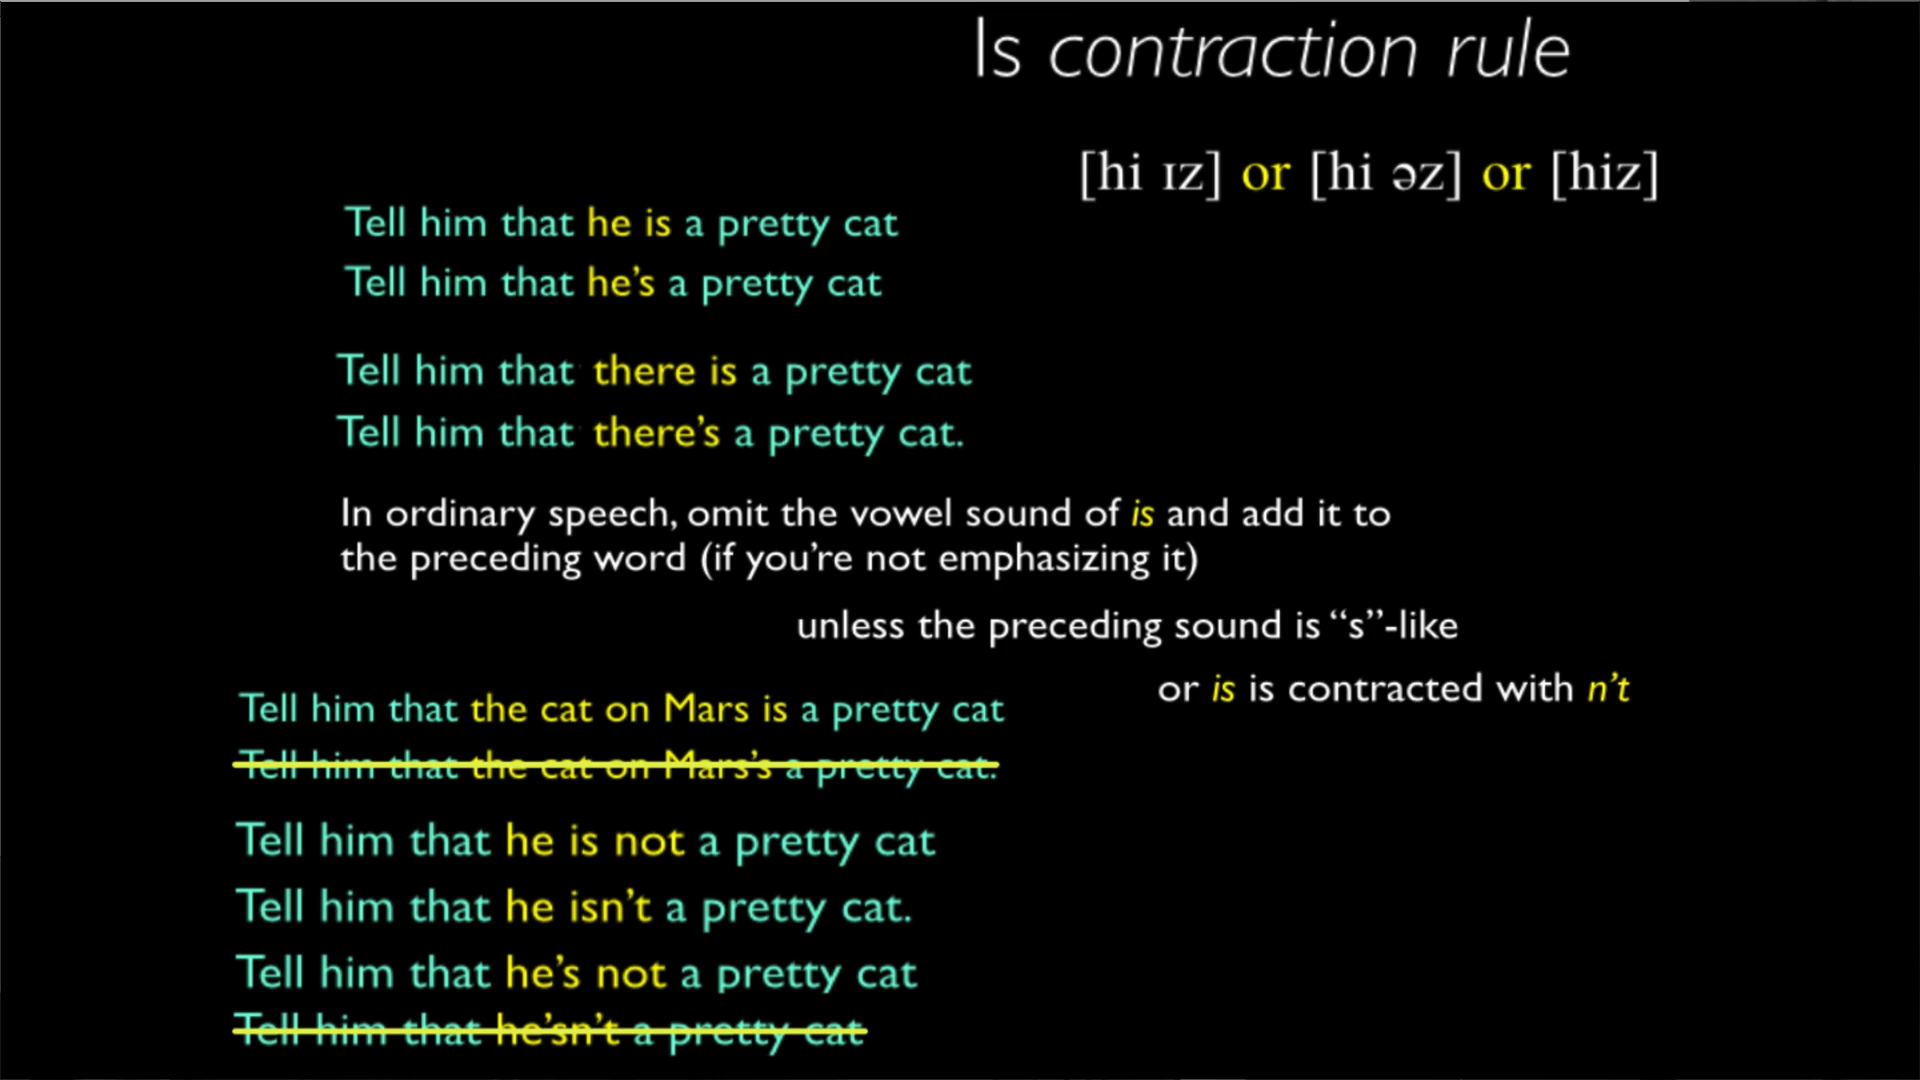 Is contraction rule
[hi ɪz] or [hi əz] or [hiz]
Tell him that he is a pretty cat
Tell him that he’s a pretty cat
Tell him that there is a pretty cat
Tell him that there’s a pretty cat.
In ordinary speech, omit the vowel sound of is and add it to
the preceding word (if you’re not emphasizing it)
unless the preceding sound is “s”-like
or is is contracted with n’t
Tell him that the cat on Mars is a pretty cat
Tell him that the cat on Mars’s a pretty cat.
Tell him that he is not a pretty cat
Tell him that he isn’t a pretty cat.
Tell him that he’s not a pretty cat
Tell him that he’sn’t a pretty cat